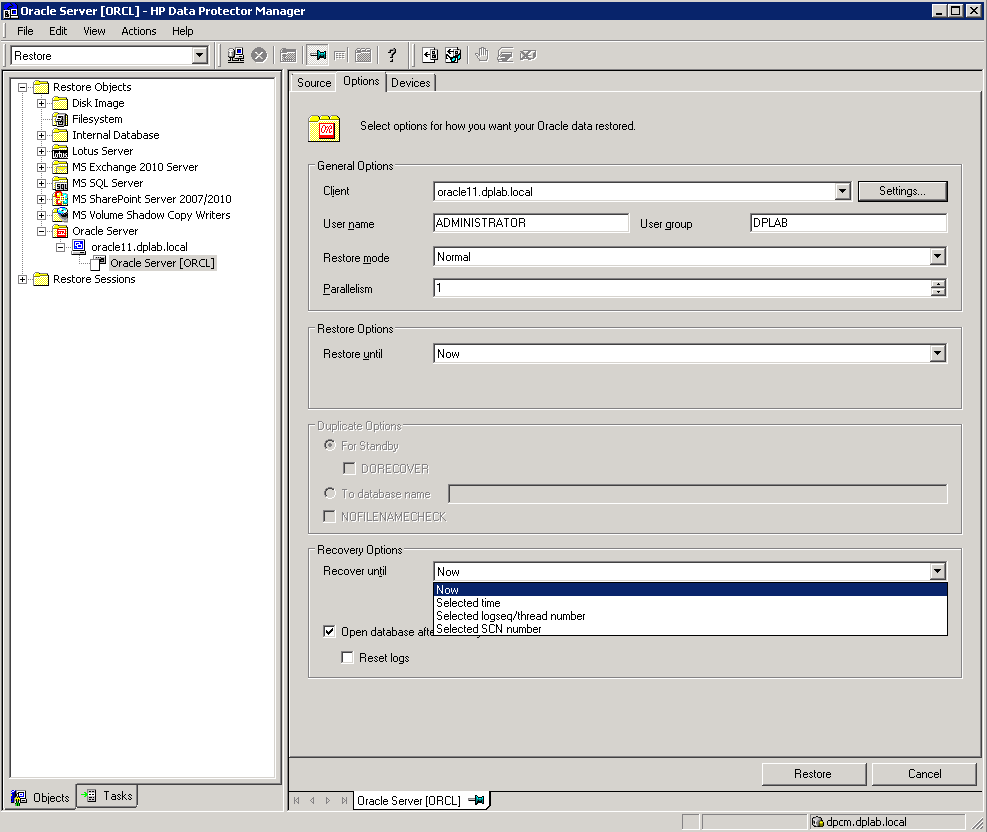 Oracle Server [ORCL] - HP Data Protector Manager
File Edit View Actions Help
Restore
Restore Objects
Disk Image
Filesystem
Internal Database
Lotus Server
MS Exchange 2010 Server
MS SQL Server
MS SharePoint Server 2007/2010
MS Volume Shadow Copy Writers
Oracle Server
oracle11.dplab.local
Oracle Server [ORCL]
Restore Sessions
Objects
Tasks
Source Options Devices
Select options for how you want your Oracle data restored.
General Options
Client oracle11.dplab.local Settings...
User name ADMINISTRATOR User group DPLAB
Restore mode Normal
Parallelism 1
Restore Options
Restore until Now
Duplicate Options
For Standby
DORECOVER
To database name
NOFILENAMECHECK
Recovery Options
Recover until Now
Now
Selected time
Selected logseq/thread number
Selected SCN number
Open database afte
Reset logs
Restore Cancel
Oracle Server [ORCL]
dpcm.dplab.local